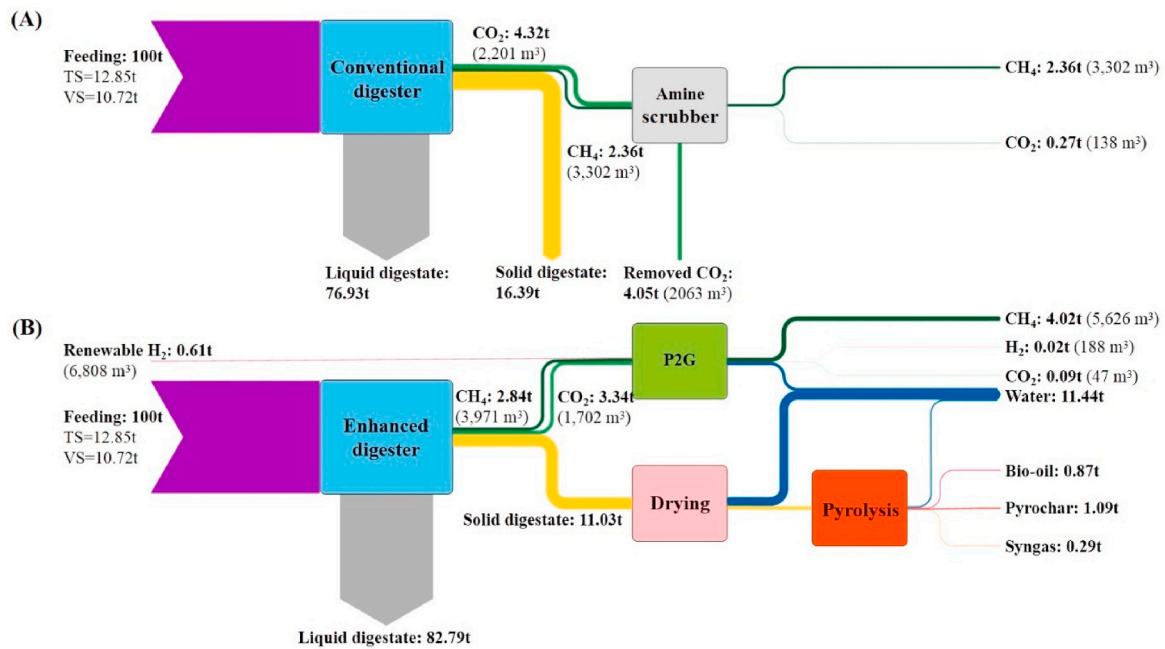 (A)
Feeding: 100t
TS=12.85t
VS=10.72t
Conventional
digester
CO₂: 4.32t
(2,201 m³)
CH₄: 2.36t
(3,302 m³)
Amine
scrubber
CH₄: 2.36t (3,302 m³)
CO₂: 0.27t (138 m³)
Liquid digestate:
76.93t
Solid digestate:
16.39t
Removed CO₂:
4.05t (2063 m³)
(B)
Renewable H₂: 0.61t
(6,808 m³)
Feeding: 100t
TS=12.85t
VS=10.72t
Enhanced
digester
CH₄: 2.84t
(3,971 m³)
CO₂: 3.34t
(1,702 m³)
P2G
CH₄: 4.02t (5,626 m³)
H₂: 0.02t (188 m³)
CO₂: 0.09t (47 m³)
Water: 11.44t
Solid digestate: 11.03t
Drying
Pyrolysis
Bio-oil: 0.87t
Pyrochar: 1.09t
Syngas: 0.29t
Liquid digestate: 82.79t